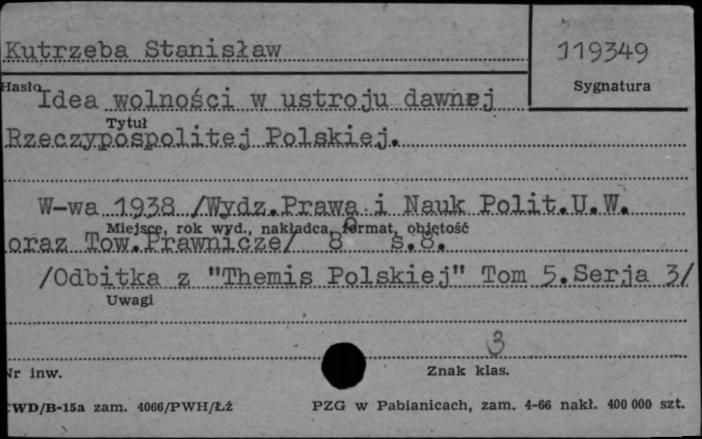 Kutrzeba Stanisław
119349
Hasło
Sygnatura
Idea wolności w ustroju dawnej
Tytuł
Rzeczypospolitej Polskiej.
W-wa 1938 /Wydz.Prawa i Nauk Polit.U.W.
Miejsce, rok wyd., nakładca, format, objętość
oraz Tow.Prawnicze/ 8° s.8.
/Odbitka z "Themis Polskiej" Tom 5.Serja 3/
Uwagi
3
Nr inw.
Znak klas.
CWD/B-15a zam. 4066/PWH/Łź
PZG w Pabianicach, zam. 4-66 nakł. 400 000 szt.